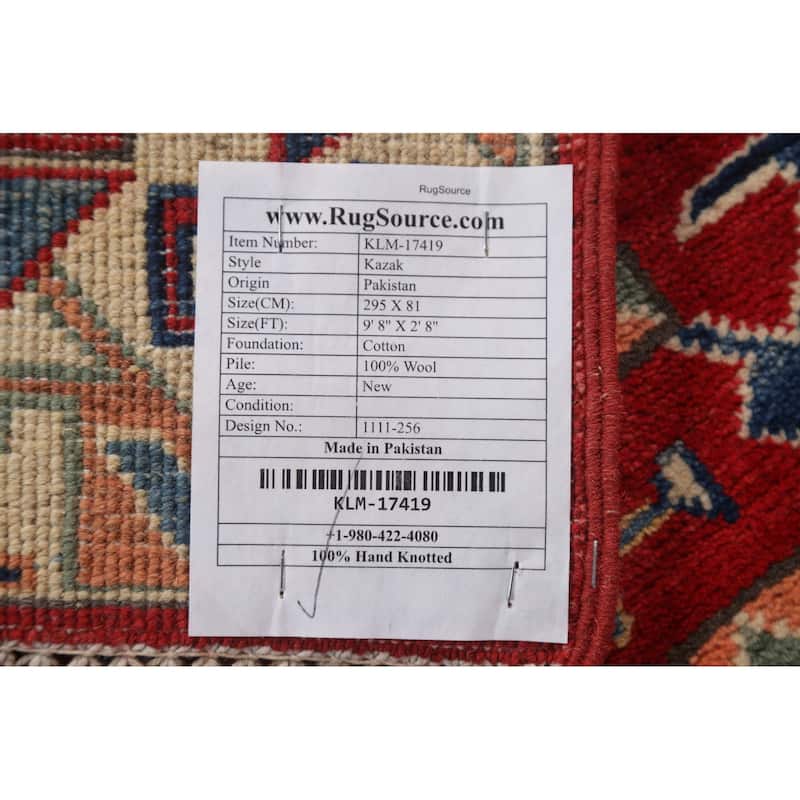 RugSource
www.RugSource.com
Item Number: KLM-17419
Style Kazak
Origin Pakistan
Size(CM): 295 X 81
Size(FT): 9' 8" X 2' 8"
Foundation: Cotton
Pile: 100% Wool
Age: New
Condition:
Design No.: 1111-256
Made in Pakistan
KLM-17419
+1-980-422-4080
100% Hand Knotted